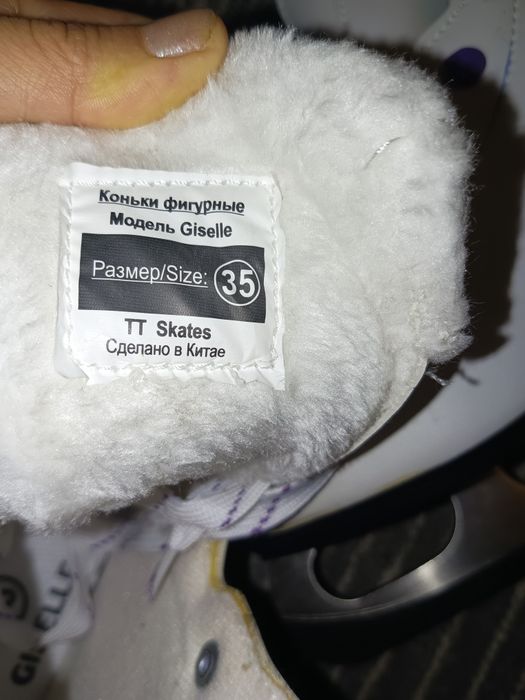 Коньки фигурные
Модель Giselle
Размер/Size: 35
TT Skates
Сделано в Китае